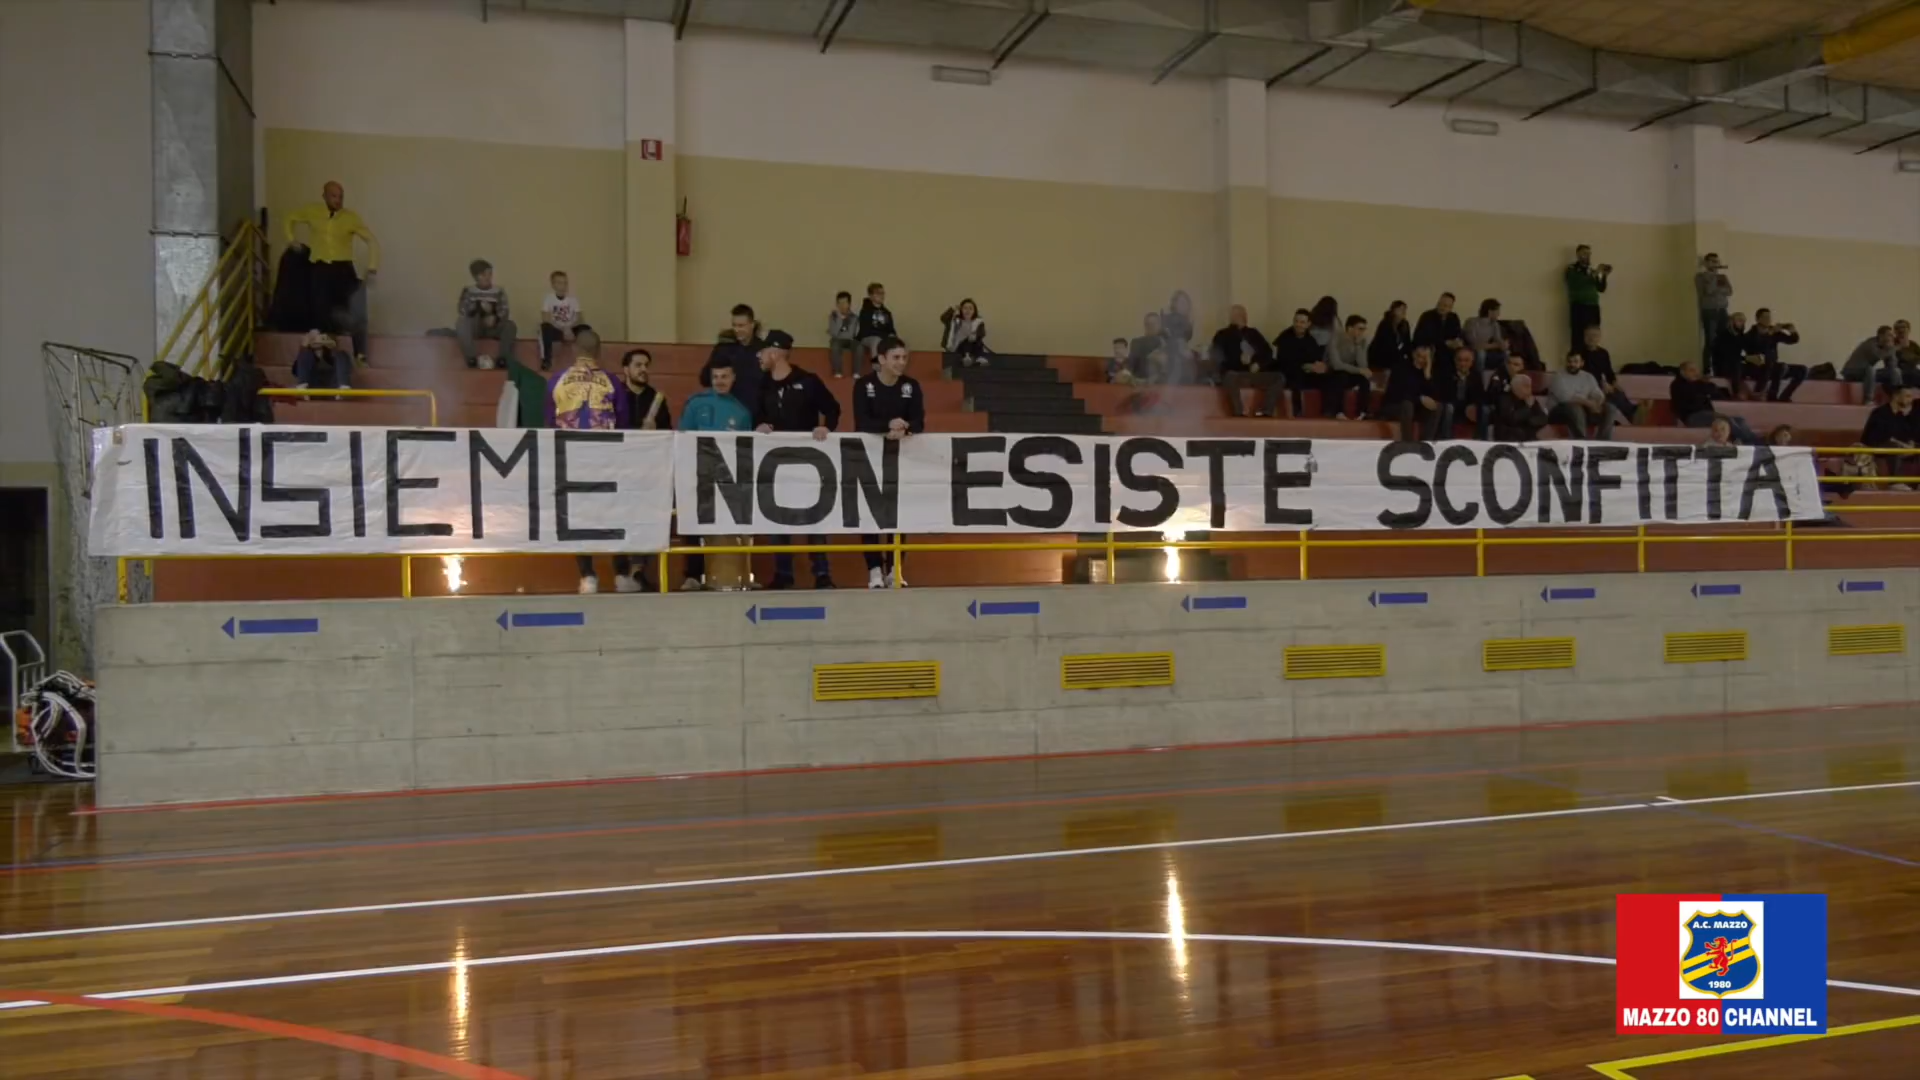 INSIEME NON ESISTE SCONFITTA
A.C. MAZZO
1980
MAZZO 80 CHANNEL